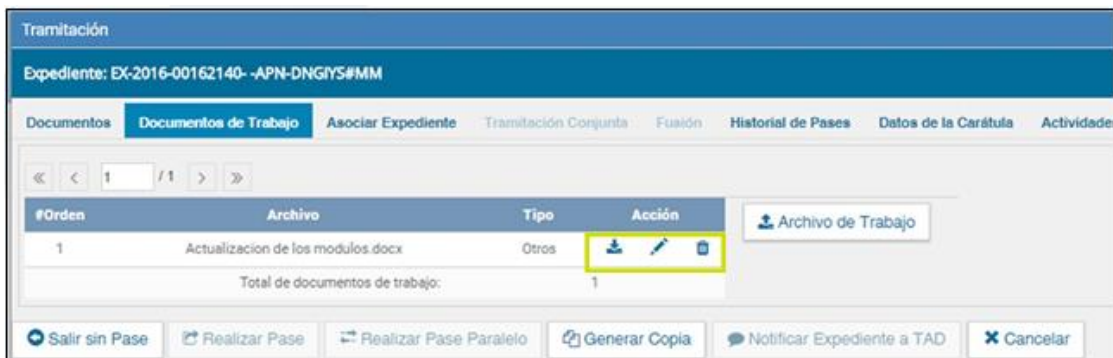 Tramitación
Expediente: EX-2016-00162140- -APN-DNGIYS#MM
Documentos Documentos de Trabajo Asociar Expediente Tramitación Conjunta Fusión Historial de Pases Datos de la Carátula Actividade
« < 1 / 1 > »
#Orden Archivo Tipo Acción
Archivo de Trabajo
1 Actualizacion de los modulos.docx Otros
Total de documentos de trabajo: 1
Salir sin Pase Realizar Pase Realizar Pase Paralelo Generar Copia Notificar Expediente a TAD Cancelar